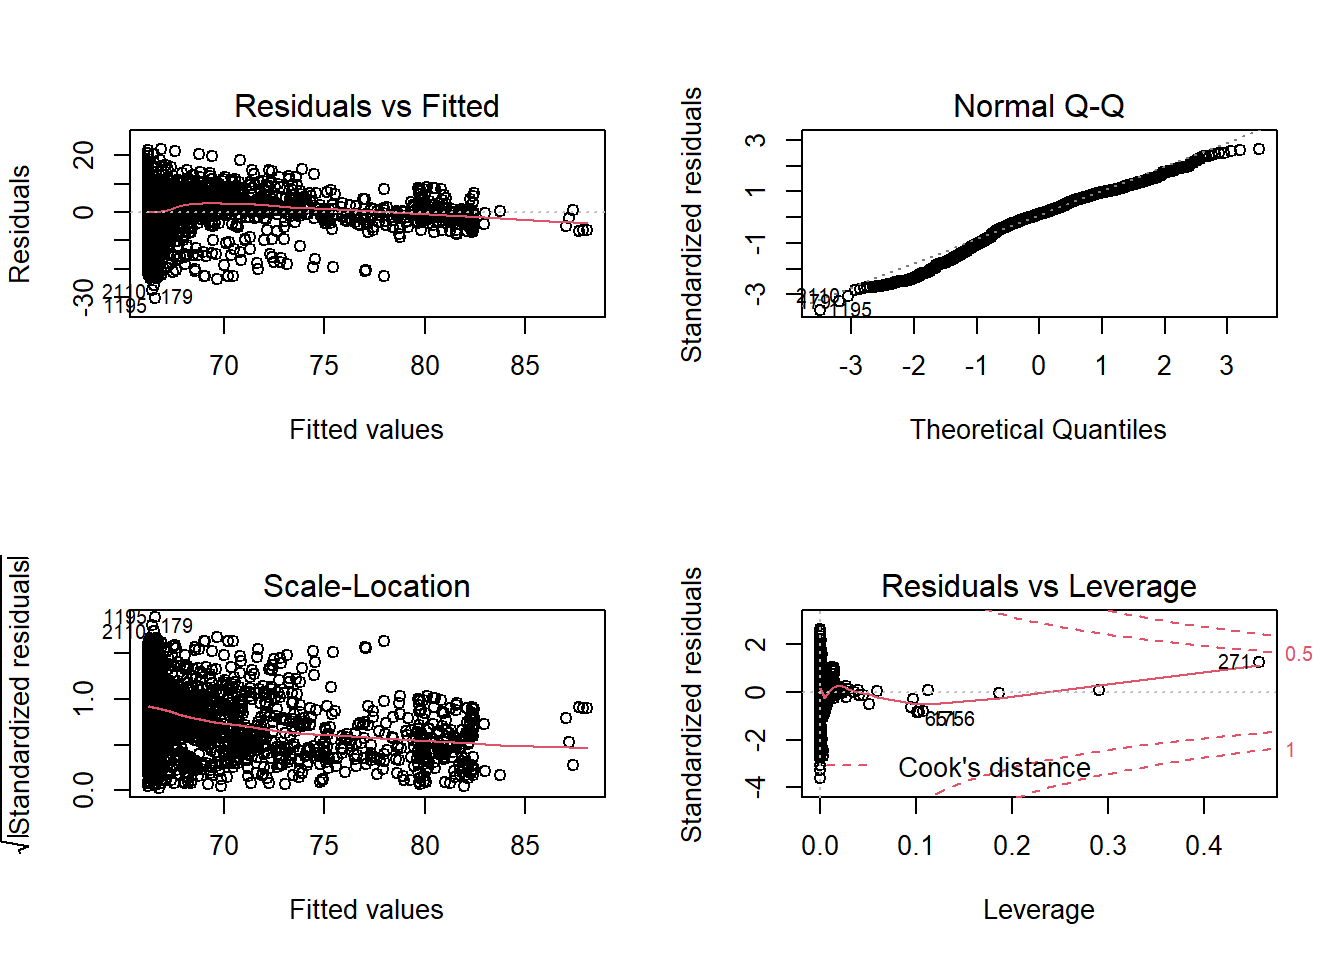 Residuals vs Fitted
Residuals
20
0
-30
2110
179
1195
70 75 80 85
Fitted values
Normal Q-Q
Standardized residuals
3
1
-1
-3
2110
179
1195
-3 -2 -1 0 1 2 3
Theoretical Quantiles
Scale-Location
√|Standardized residuals|
1.0
0.0
1195
2110
179
70 75 80 85
Fitted values
Residuals vs Leverage
Standardized residuals
2
0
-2
-4
271
0.5
1
Cook's distance
0.0 0.1 0.2 0.3 0.4
Leverage